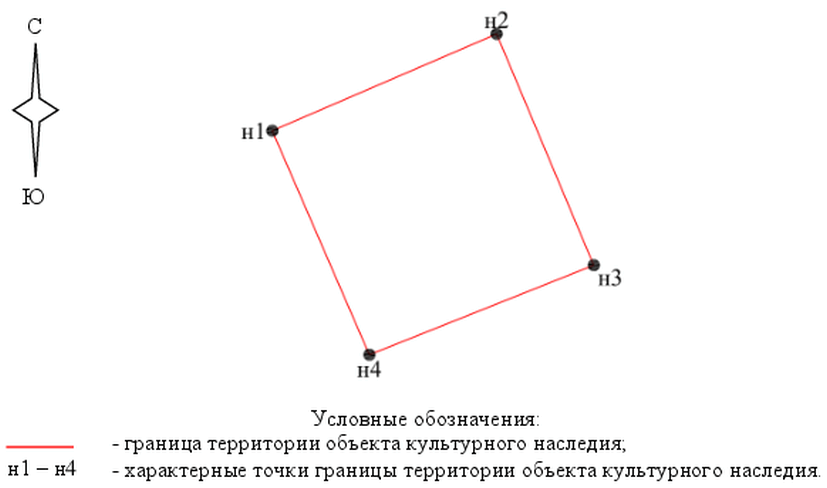 С
Ю
н2
н1
н3
н4
Условные обозначения:
- граница территории объекта культурного наследия;
н1 – н4 - характерные точки границы территории объекта культурного наследия.